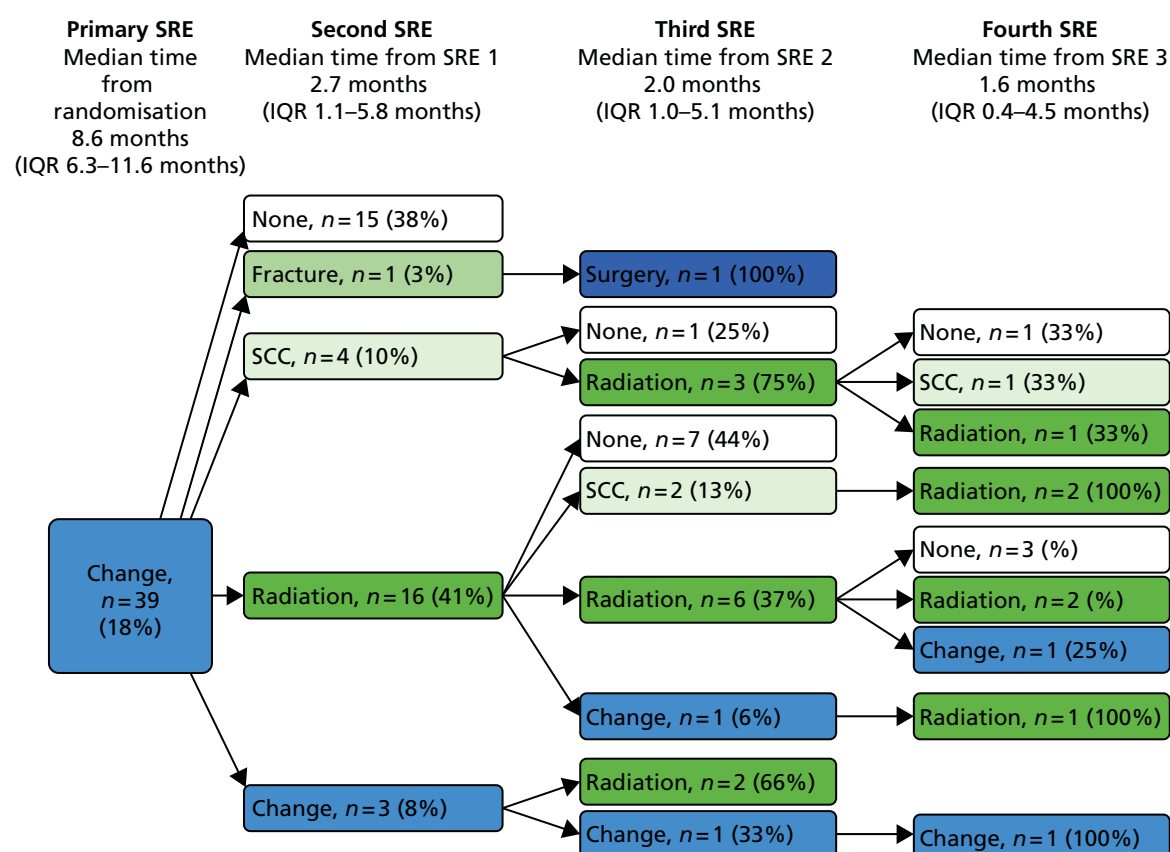 Primary SRE
Median time
from
randomisation
8.6 months
(IQR 6.3–11.6 months)
Second SRE
Median time from SRE 1
2.7 months
(IQR 1.1–5.8 months)
Third SRE
Median time from SRE 2
2.0 months
(IQR 1.0–5.1 months)
Fourth SRE
Median time from SRE 3
1.6 months
(IQR 0.4–4.5 months)
Change,
n=39
(18%)
None, n=15 (38%)
Fracture, n=1 (3%)
SCC, n=4 (10%)
Radiation, n=16 (41%)
Change, n=3 (8%)
Surgery, n=1 (100%)
None, n=1 (25%)
Radiation, n=3 (75%)
None, n=7 (44%)
SCC, n=2 (13%)
Radiation, n=6 (37%)
Change, n=1 (6%)
Radiation, n=2 (66%)
Change, n=1 (33%)
None, n=1 (33%)
SCC, n=1 (33%)
Radiation, n=1 (33%)
Radiation, n=2 (100%)
None, n=3 (%)
Radiation, n=2 (%)
Change, n=1 (25%)
Radiation, n=1 (100%)
Change, n=1 (100%)